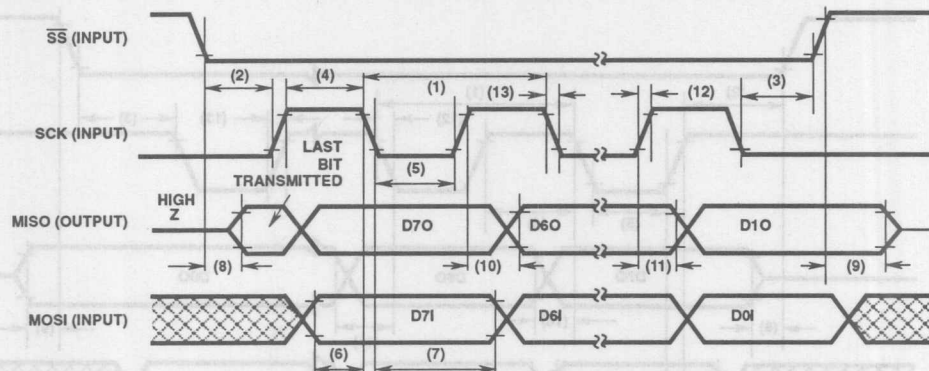 SS (INPUT)
(2) (4) (1) (13) (12) (3)
SCK (INPUT)
LAST
BIT
TRANSMITTED
(5)
HIGH
Z
MISO (OUTPUT)
D7O D6O D1O
(8) (10) (11) (9)
MOSI (INPUT)
D7I D6I D0I
(6) (7)